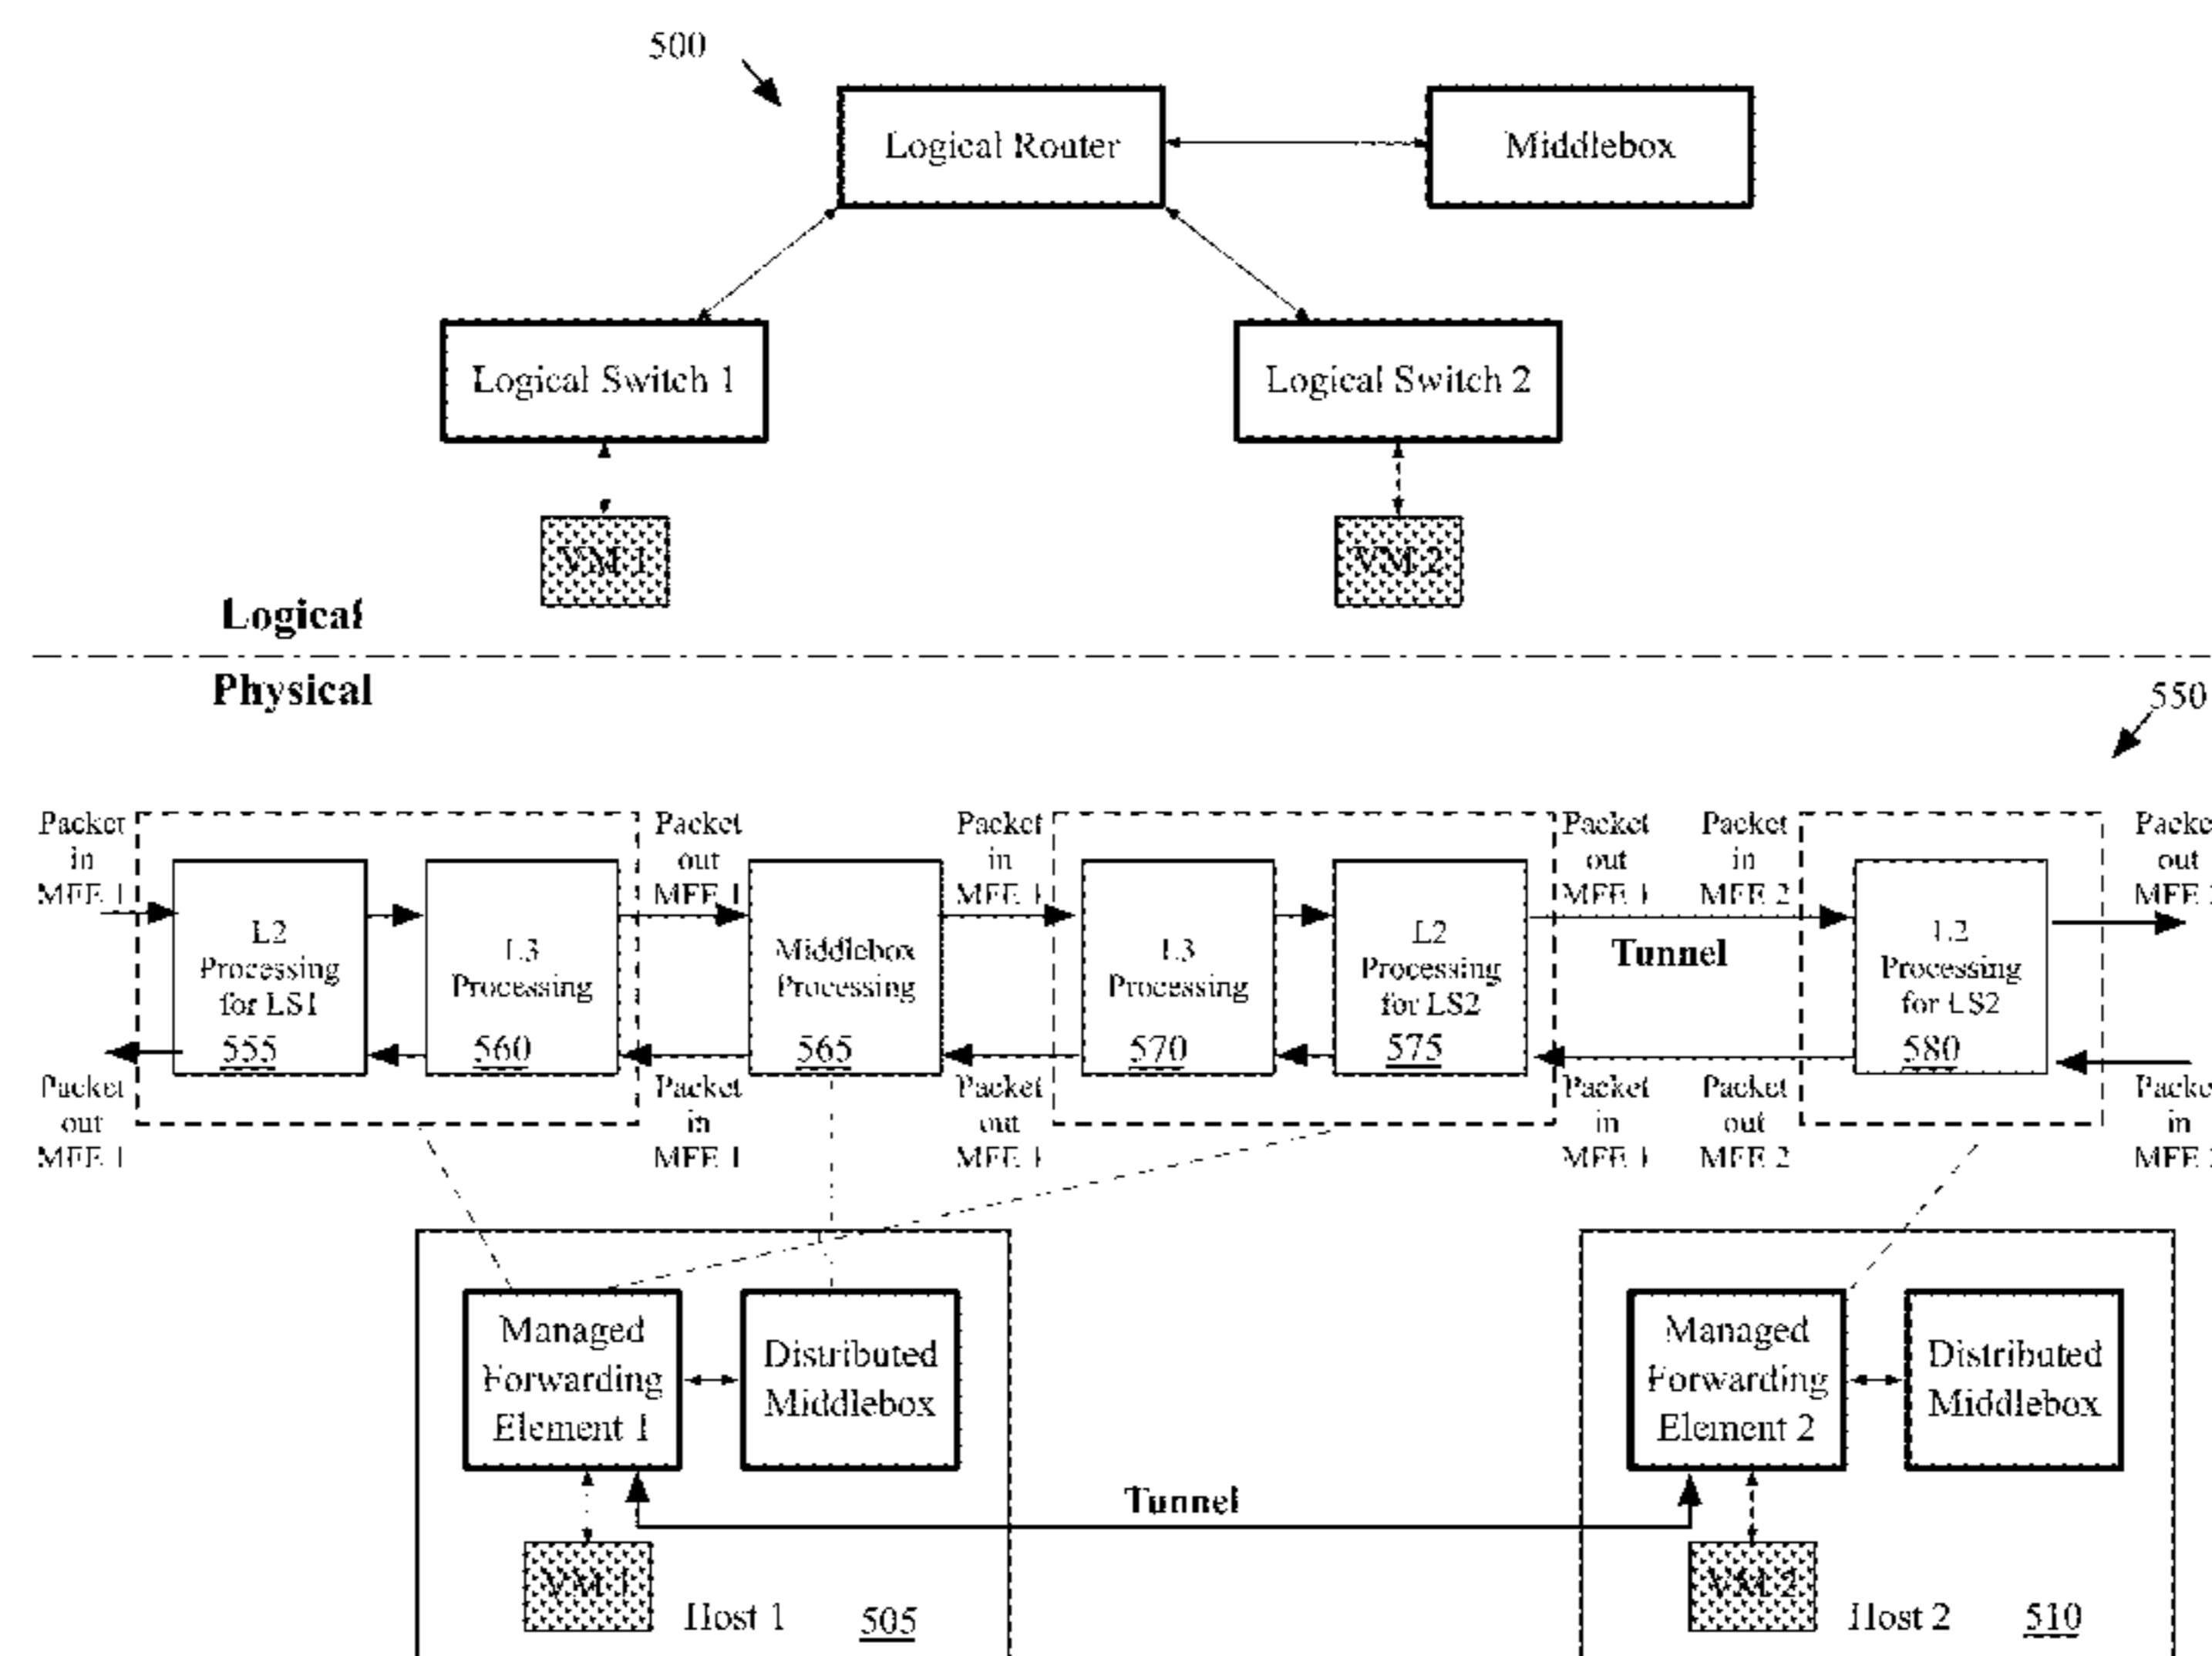 500
Logical Router
Middlebox
Logical Switch 1
Logical Switch 2
VM 1
VM 2
Logical
Physical
550
Packet
in
MFE 1
Packet
out
MFE 1
Packet
in
MFE 1
Packet
out
MFE 1
Packet
in
MFE 2
out
L2
Processing
for LS1
555
L3
Processing
560
Middlebox
Processing
565
L3
Processing
570
L2
Processing
for LS2
575
Tunnel
L2
Processing
for LS2
580
Packet
out
MFE 1
Packet
in
MFE 1
Packet
out
MFE 1
Packet
in
MFE 1
Packet
out
MFE 2
in
Managed
Forwarding
Element 1
Distributed
Middlebox
Managed
Forwarding
Element 2
Distributed
Middlebox
Tunnel
VM 1
Host 1
505
VM 2
Host 2
510